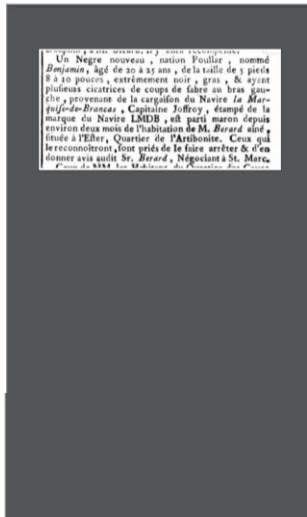 Un Negre nouveau, nation Poullar, nommé
Benjamin, âgé de 20 à 25 ans, de la taille de 5 pieds
8 à 10 pouces, extrêmement noir, gras, & ayant
plusieurs cicatrices de coups de sabre au bras gau-
che, provenant de la cargaison du Navire la Mar-
quise-de-Brancas, Capitaine Joffroy, étampé de la
marque du Navire LMDB, est parti maron depuis
environ deux mois de l'habitation de M. Berard aîné,
située à l'Ester, Quartier de l'Artibonite. Ceux qui
le reconnoîtront, sont priés de le faire arrêter & d'en
donner avis audit Sr. Berard, Négociant à St. Marc.